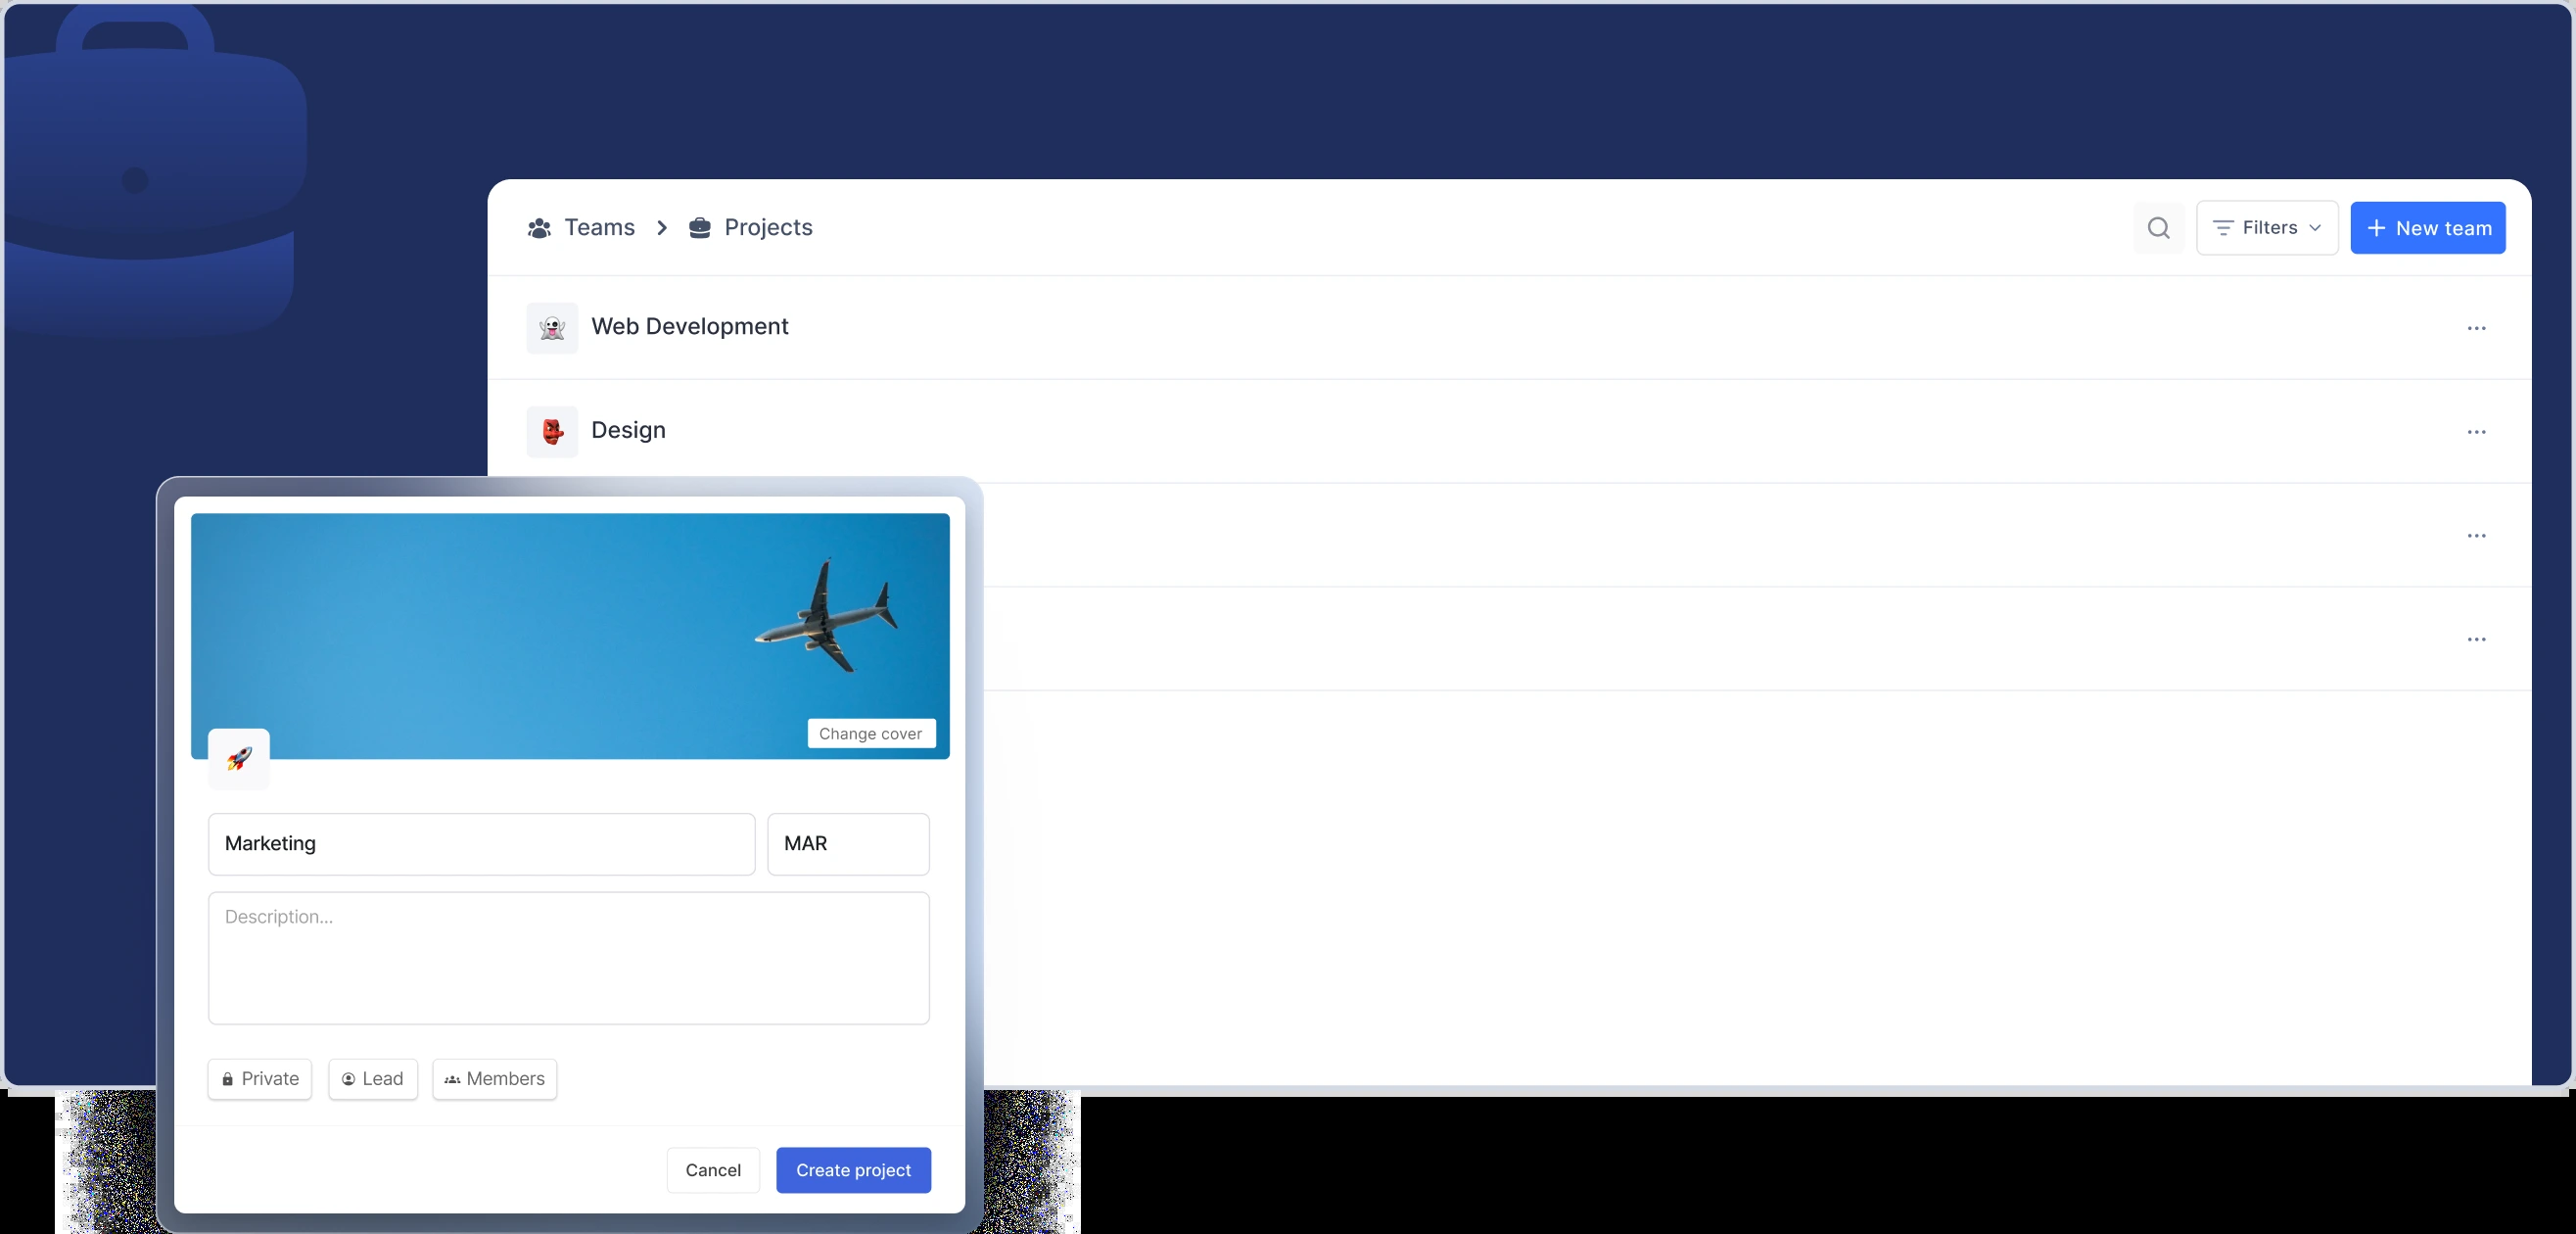 Teams > Projects
Filters
+ New team
Web Development
...
Design
...
...
...
Change cover
Marketing
MAR
Description...
Private
Lead
Members
Cancel
Create project